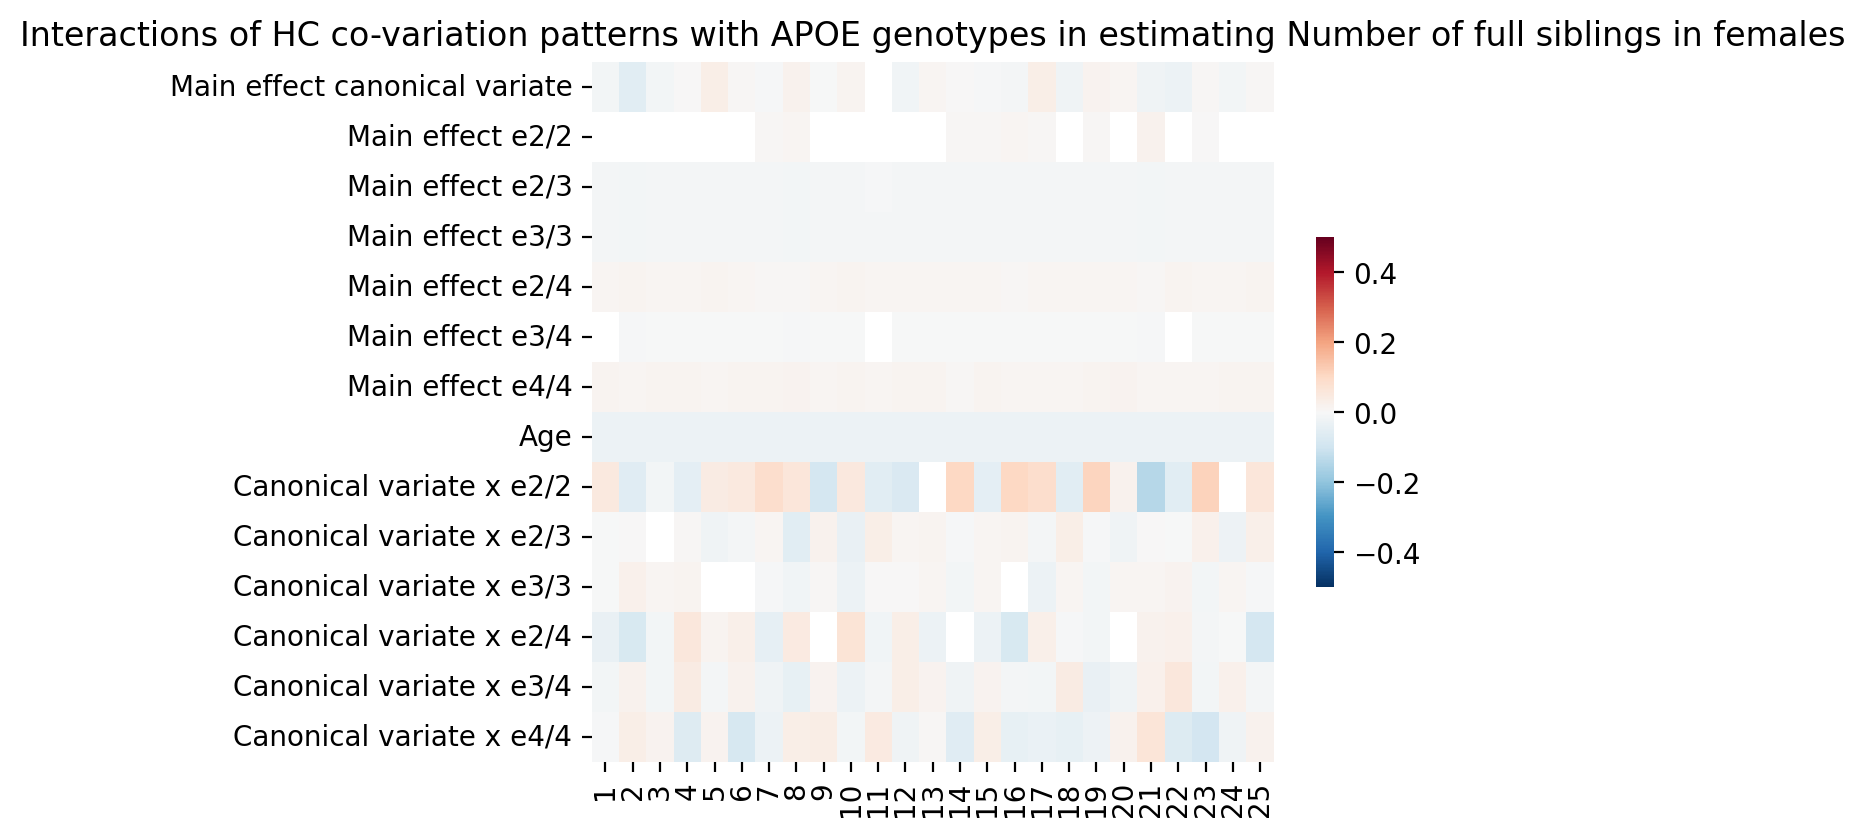 Interactions of HC co-variation patterns with APOE genotypes in estimating Number of full siblings in females
Main effect canonical variate
Main effect e2/2
Main effect e2/3
Main effect e3/3
Main effect e2/4
Main effect e3/4
Main effect e4/4
Age
Canonical variate x e2/2
Canonical variate x e2/3
Canonical variate x e3/3
Canonical variate x e2/4
Canonical variate x e3/4
Canonical variate x e4/4
1
2
3
4
5
6
7
8
9
10
11
12
13
14
15
16
17
18
19
20
21
22
23
24
25
0.4
0.2
0.0
−0.2
−0.4